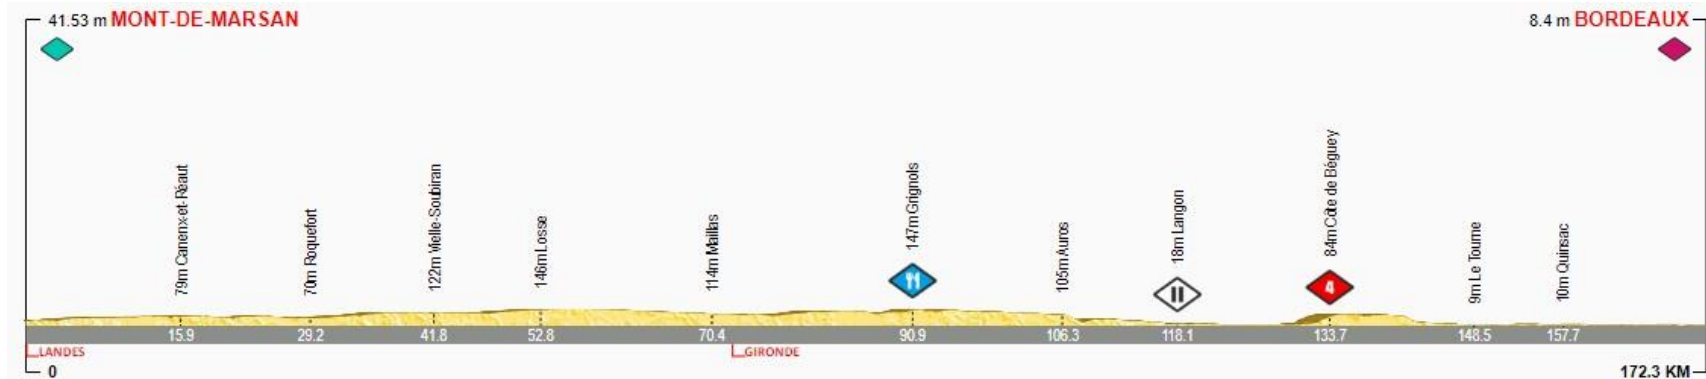 41.53 m MONT-DE-MARSAN
8.4 m BORDEAUX
79m Canenx-et-Réaut
70m Roquefort
122m Vielle-Soubiran
146m Losse
114m Maillas
147m Grignols
105m Auros
18m Langon
84m Côte de Béguey
9m Le Tourne
10m Quinsac
4
15.9
29.2
41.8
52.8
70.4
90.9
106.3
118.1
133.7
148.5
157.7
LANDES
GIRONDE
0
172.3 KM